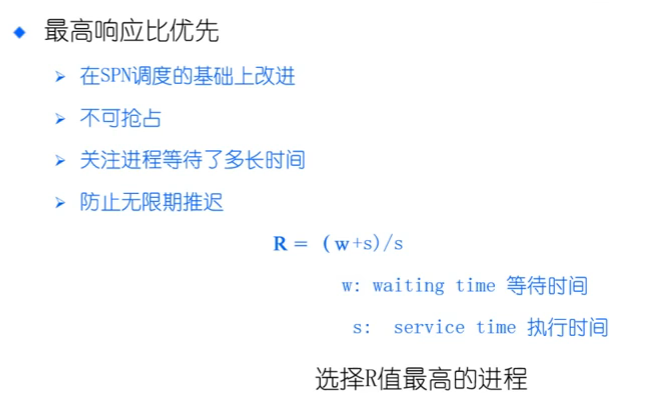 最高响应比优先
在SPN调度的基础上改进
不可抢占
关注进程等待了多长时间
防止无限期推迟
R = (w+s)/s
w: waiting time 等待时间
s: service time 执行时间
选择R值最高的进程